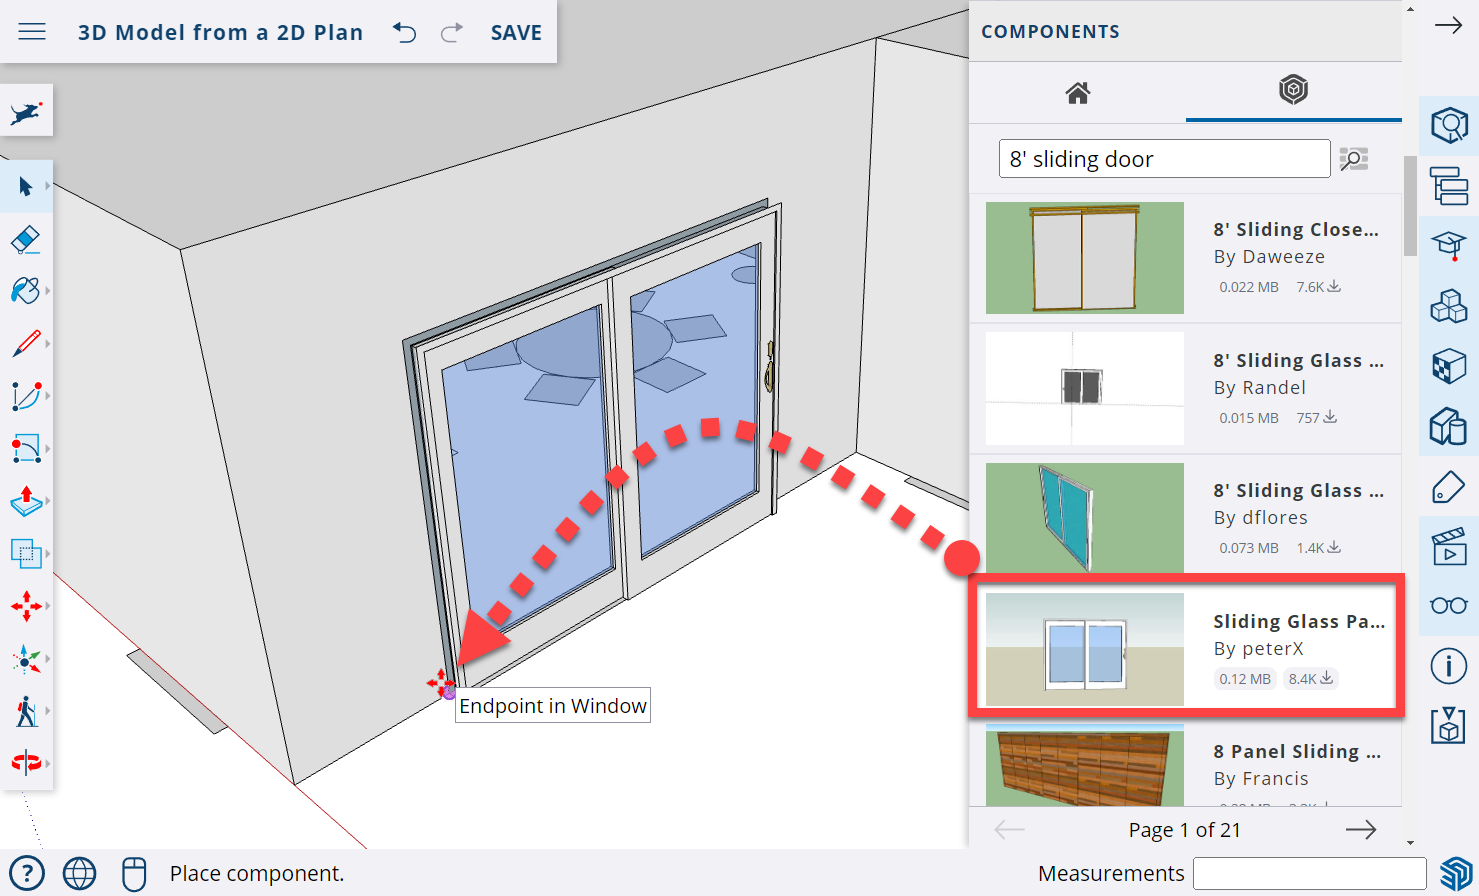 3D Model from a 2D Plan
SAVE
COMPONENTS
8' sliding door
8' Sliding Close...
By Daweeze
0.022 MB 7.6K
8' Sliding Glass ...
By Randel
0.015 MB 757
8' Sliding Glass ...
By dflores
0.073 MB 1.4K
Sliding Glass Pa...
By peterX
0.12 MB 8.4K
8 Panel Sliding ...
By Francis
Endpoint in Window
Page 1 of 21
?
Place component.
Measurements